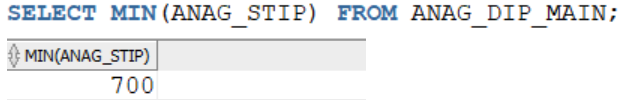 SELECT MIN(ANAG_STIP) FROM ANAG_DIP_MAIN;
MIN(ANAG_STIP)
700